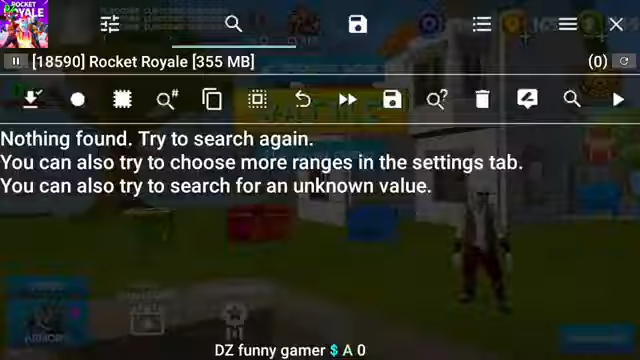 ROCKET
ROYALE
[18590] Rocket Royale [355 MB]
(0)
Nothing found. Try to search again.
You can also try to choose more ranges in the settings tab.
You can also try to search for an unknown value.
DZ funny gamer $ A 0